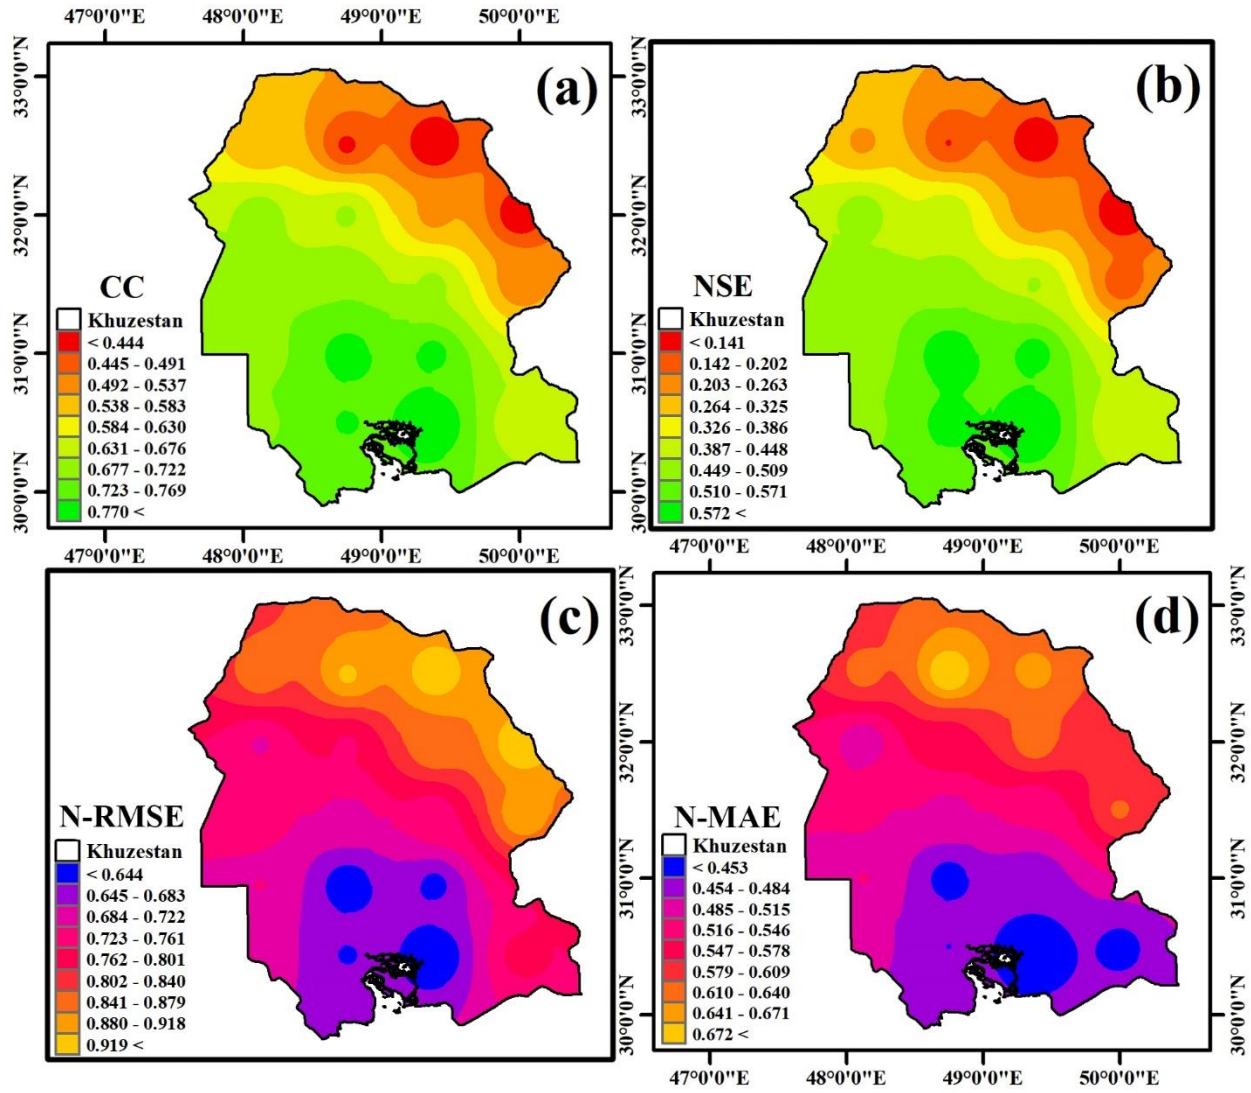 47°0'0"E 48°0'0"E 49°0'0"E 50°0'0"E
33°0'0"N
32°0'0"N
31°0'0"N
30°0'0"N
(a)
CC
Khuzestan
< 0.444
0.445 - 0.491
0.492 - 0.537
0.538 - 0.583
0.584 - 0.630
0.631 - 0.676
0.677 - 0.722
0.723 - 0.769
0.770 <
47°0'0"E 48°0'0"E 49°0'0"E 50°0'0"E
(b)
NSE
Khuzestan
< 0.141
0.142 - 0.202
0.203 - 0.263
0.264 - 0.325
0.326 - 0.386
0.387 - 0.448
0.449 - 0.509
0.510 - 0.571
0.572 <
33°0'0"N
32°0'0"N
31°0'0"N
30°0'0"N
47°0'0"E 48°0'0"E 49°0'0"E 50°0'0"E
(c)
N-RMSE
Khuzestan
< 0.644
0.645 - 0.683
0.684 - 0.722
0.723 - 0.761
0.762 - 0.801
0.802 - 0.840
0.841 - 0.879
0.880 - 0.918
0.919 <
33°0'0"N
32°0'0"N
31°0'0"N
30°0'0"N
(d)
N-MAE
Khuzestan
< 0.453
0.454 - 0.484
0.485 - 0.515
0.516 - 0.546
0.547 - 0.578
0.579 - 0.609
0.610 - 0.640
0.641 - 0.671
0.672 <
33°0'0"N
32°0'0"N
31°0'0"N
30°0'0"N
47°0'0"E 48°0'0"E 49°0'0"E 50°0'0"E